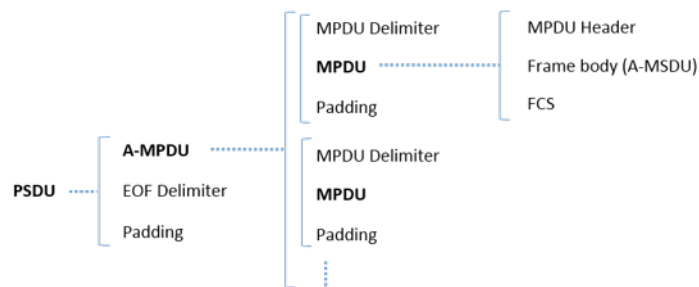 MPDU Delimiter
MPDU
Padding
MPDU Header
Frame body (A-MSDU)
FCS
PSDU
A-MPDU
EOF Delimiter
Padding
MPDU Delimiter
MPDU
Padding